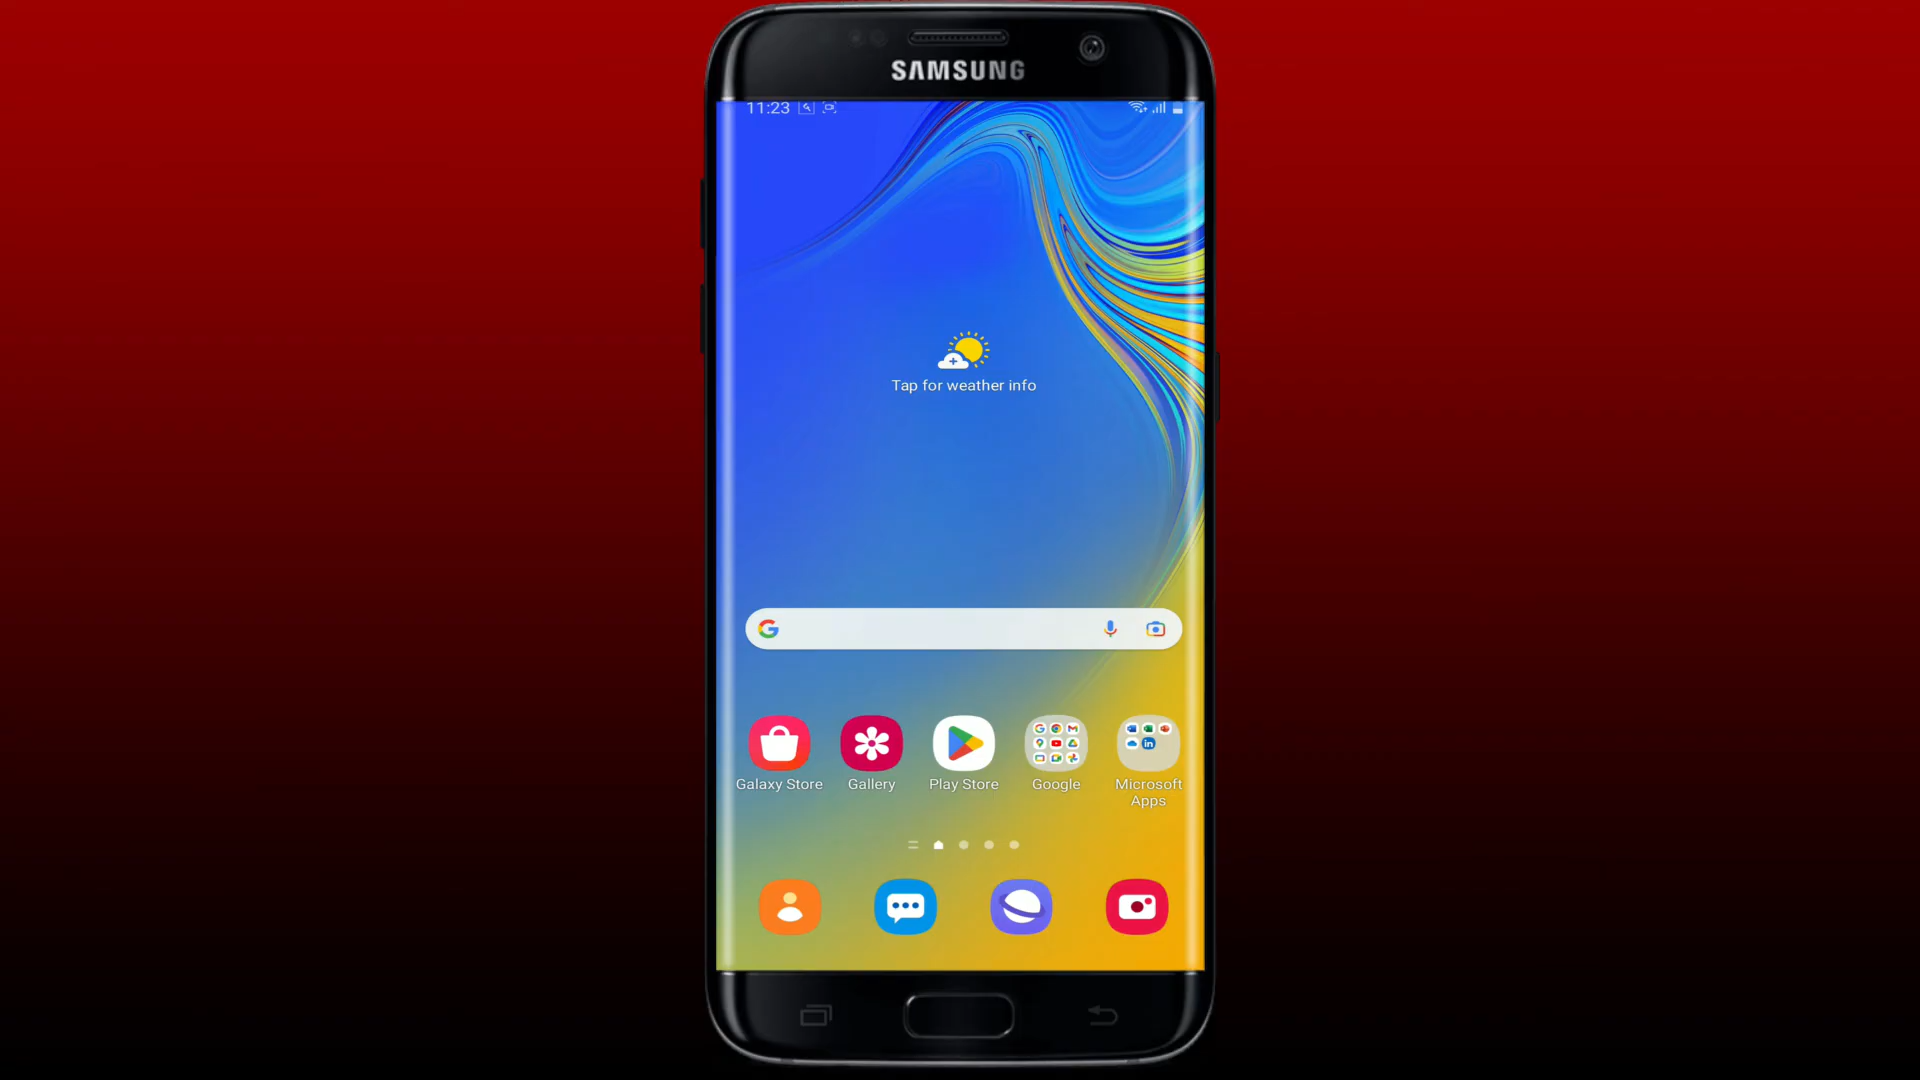 SAMSUNG
11:23
Tap for weather info
Galaxy Store
Gallery
Play Store
Google
Microsoft
Apps